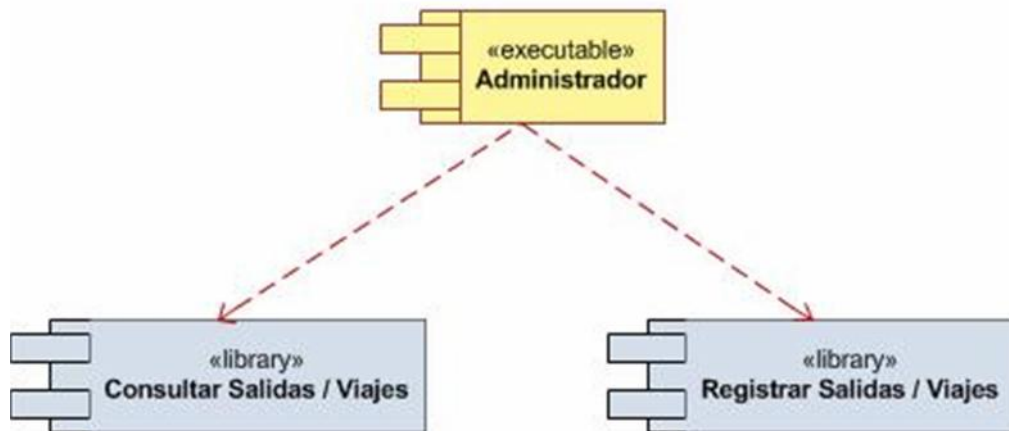 «executable»
Administrador
«library»
Consultar Salidas / Viajes
«library»
Registrar Salidas / Viajes